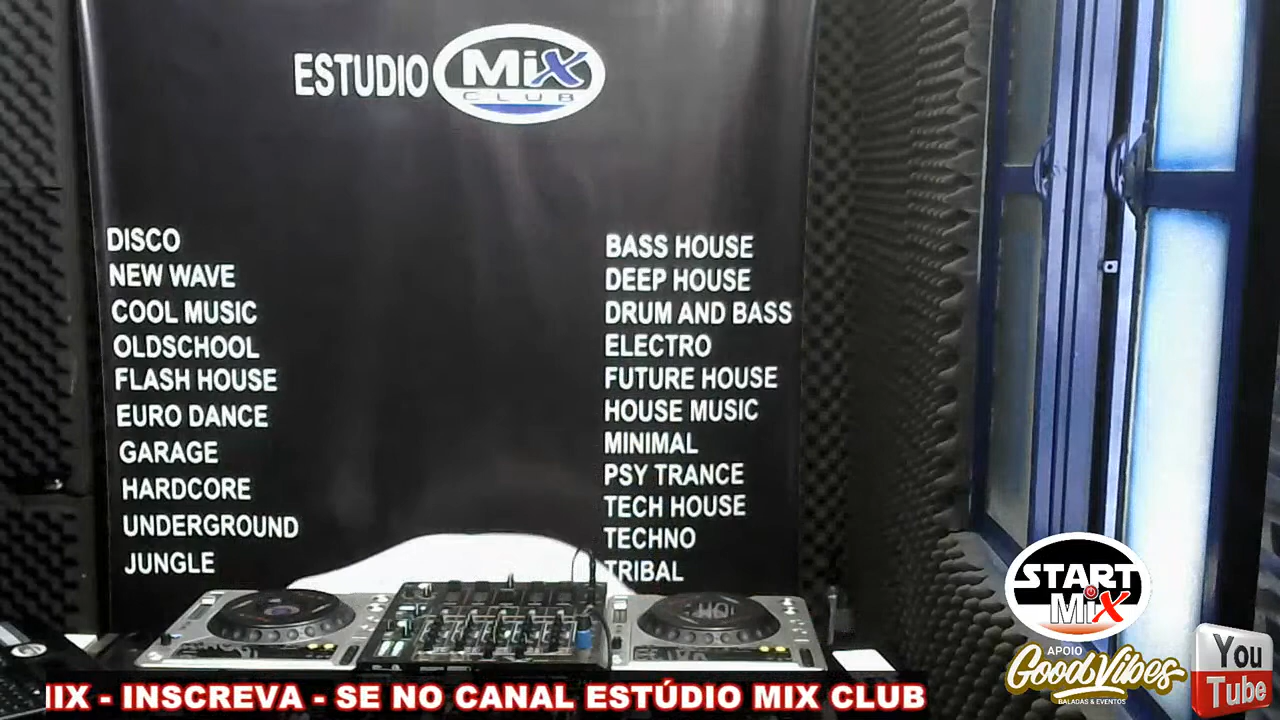 ESTUDIO MiX
CLUB
DISCO
NEW WAVE
COOL MUSIC
OLDSCHOOL
FLASH HOUSE
EURO DANCE
GARAGE
HARDCORE
UNDERGROUND
JUNGLE
BASS HOUSE
DEEP HOUSE
DRUM AND BASS
ELECTRO
FUTURE HOUSE
HOUSE MUSIC
MINIMAL
PSY TRANCE
TECH HOUSE
TECHNO
TRIBAL
START
MiX
APOIO
GoodVibes
BALADAS & EVENTOS
You
Tube
- INSCREVA - SE NO CANAL ESTÚDIO MIX CLUB